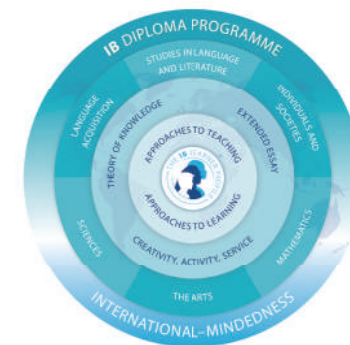 IB DIPLOMA PROGRAMME
STUDIES IN LANGUAGE
AND LITERATURE
LANGUAGE
ACQUISITION
INDIVIDUALS AND
SOCIETIES
THEORY OF KNOWLEDGE
EXTENDED ESSAY
APPROACHES TO TEACHING
THE IB LEARNER PROFILE
APPROACHES TO LEARNING
CREATIVITY, ACTIVITY, SERVICE
SCIENCES
MATHEMATICS
THE ARTS
INTERNATIONAL-MINDEDNESS